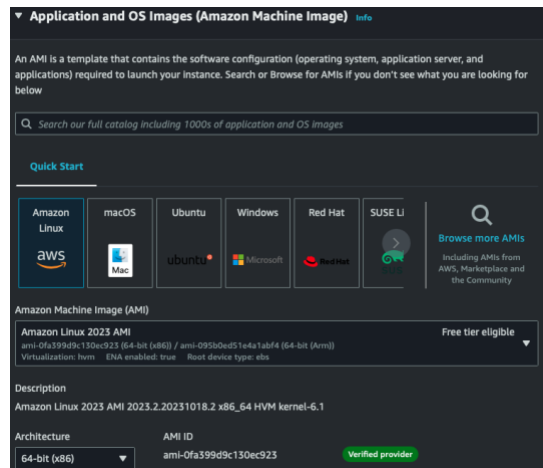 Application and OS Images (Amazon Machine Image) Info
An AMI is a template that contains the software configuration (operating system, application server, and
applications) required to launch your instance. Search or Browse for AMIs if you don't see what you are looking for
below
Search our full catalog including 1000s of application and OS images
Quick Start
Amazon
Linux
aws
macOS
Mac
Ubuntu
ubuntu
Windows
Microsoft
Red Hat
Red Hat
SUSE Li
Browse more AMIs
Including AMIs from
AWS, Marketplace and
the Community
Amazon Machine Image (AMI)
Amazon Linux 2023 AMI
Free tier eligible
ami-0fa399d9c130ec923 (64-bit (x86)) / ami-095b0ed51e4a1abf4 (64-
bit (Arm))
Virtualization: hvm ENA enabled: true Root device type: ebs
Description
Amazon Linux 2023 AMI 2023.2.20231018.2 x86_64 HVM kernel-6.1
Architecture
64-bit (x86)
AMI ID
ami-0fa399d9c130ec923
Verified provider